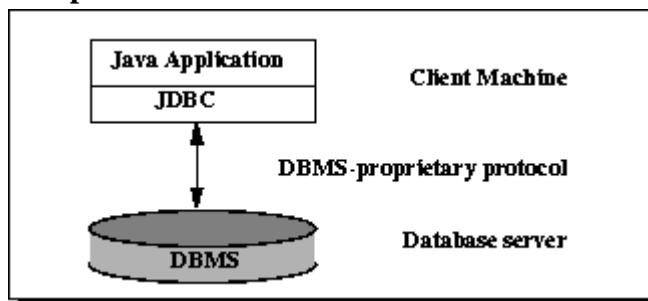 Java Application
Client Machine
JDBC
DBMS-proprietary protocol
Database server
DBMS